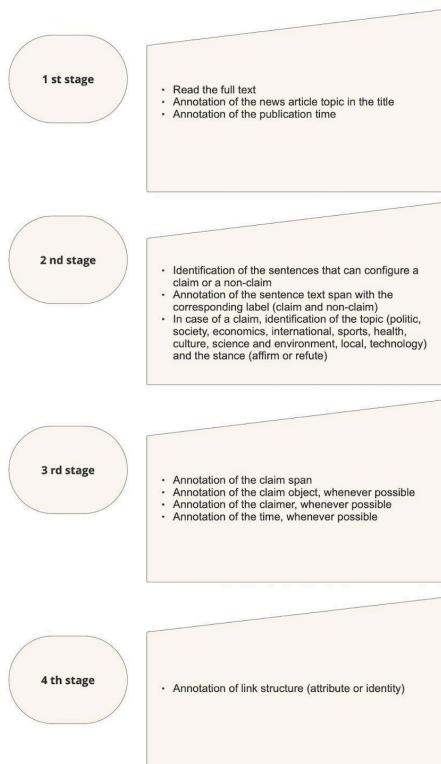 1 st stage
• Read the full text
• Annotation of the news article topic in the title
• Annotation of the publication time
2 nd stage
• Identification of the sentences that can configure a
claim or a non-claim
• Annotation of the sentence text span with the
corresponding label (claim and non-claim)
• In case of a claim, identification of the topic (politic,
society, economics, international, sports, health,
culture, science and environment, local, technology)
and the stance (affirm or refute)
3 rd stage
• Annotation of the claim span
• Annotation of the claim object, whenever possible
• Annotation of the claimer, whenever possible
• Annotation of the time, whenever possible
4 th stage
• Annotation of link structure (attribute or identity)